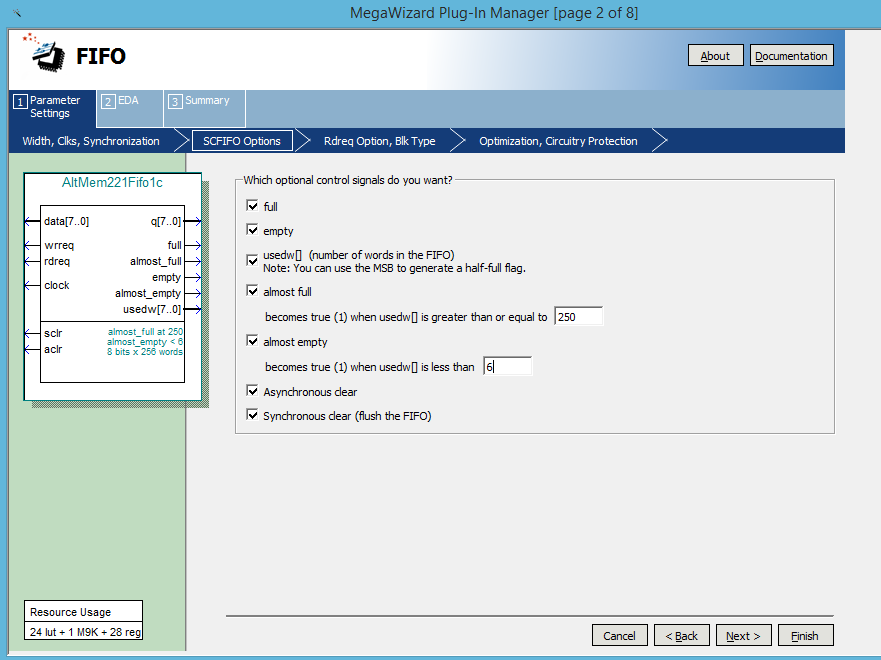 MegaWizard Plug-In Manager [page 2 of 8]
FIFO
About
Documentation
1 Parameter Settings
2 EDA
3 Summary
Width, Clks, Synchronization
SCFIFO Options
Rdreq Option, Blk Type
Optimization, Circuitry Protection
AltMem221Fifo1c
data[7..0] q[7..0]
wrreq full
rdreq almost_full
empty
clock almost_empty
usedw[7..0]
sclr almost_full at 250
almost_empty < 6
aclr 8 bits x 256 words
Which optional control signals do you want?
full
empty
usedw[] (number of words in the FIFO)
Note: You can use the MSB to generate a half-full flag.
almost full
becomes true (1) when usedw[] is greater than or equal to 250
almost empty
becomes true (1) when usedw[] is less than 6
Asynchronous clear
Synchronous clear (flush the FIFO)
Resource Usage
24 lut + 1 M9K + 28 reg
Cancel
< Back
Next >
Finish